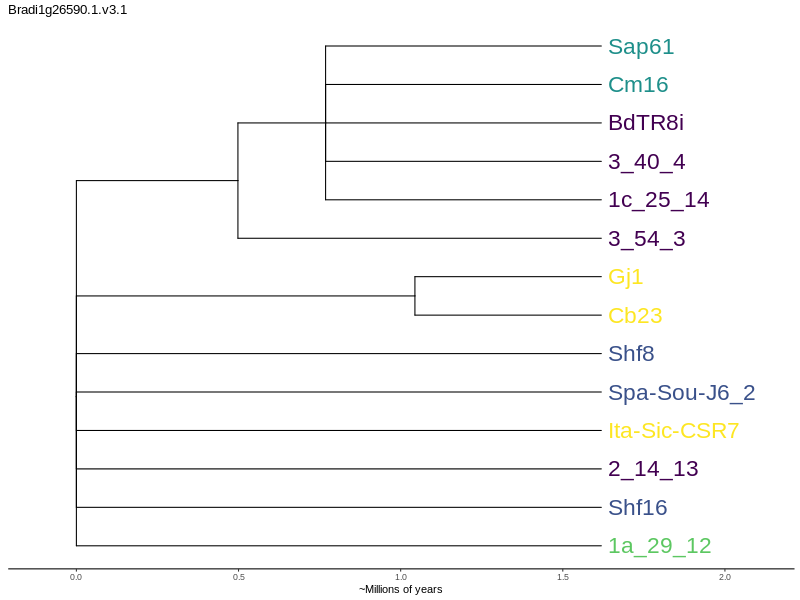 Bradi1g26590.1.v3.1
Sap61
Cm16
BdTR8i
3_40_4
1c_25_14
3_54_3
Gj1
Cb23
Shf8
Spa-Sou-J6_2
Ita-Sic-CSR7
2_14_13
Shf16
1a_29_12
0.0 0.5 1.0 1.5 2.0
~Millions of years